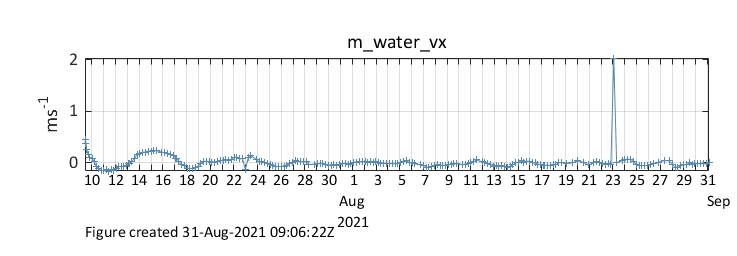 m_water_vx
ms-1
2
1
0
10 12 14 16 18 20 22 24 26 28 30 1 3 5 7 9 11 13 15 17 19 21 23 25 27 29 31
Aug Sep
2021
Figure created 31-Aug-2021 09:06:22Z